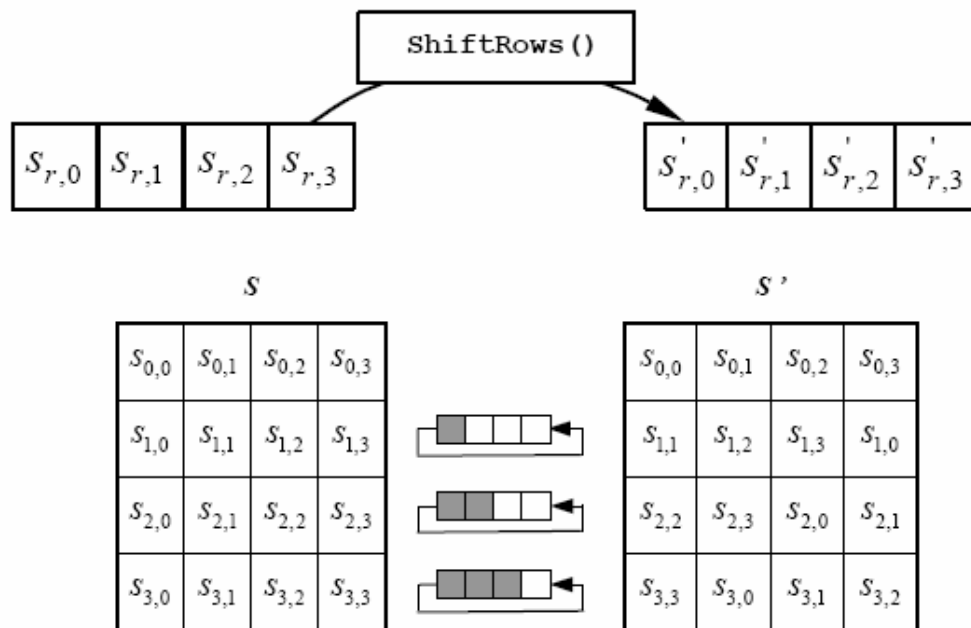 ShiftRows()
S_{r,0} S_{r,1} S_{r,2} S_{r,3} S'_{r,0} S'_{r,1} S'_{r,2} S'_{r,3}
S S'
S_{0,0} S_{0,1} S_{0,2} S_{0,3} S_{0,0} S_{0,1} S_{0,2} S_{0,3}
S_{1,0} S_{1,1} S_{1,2} S_{1,3} S_{1,1} S_{1,2} S_{1,3} S_{1,0}
S_{2,0} S_{2,1} S_{2,2} S_{2,3} S_{2,2} S_{2,3} S_{2,0} S_{2,1}
S_{3,0} S_{3,1} S_{3,2} S_{3,3} S_{3,3} S_{3,0} S_{3,1} S_{3,2}